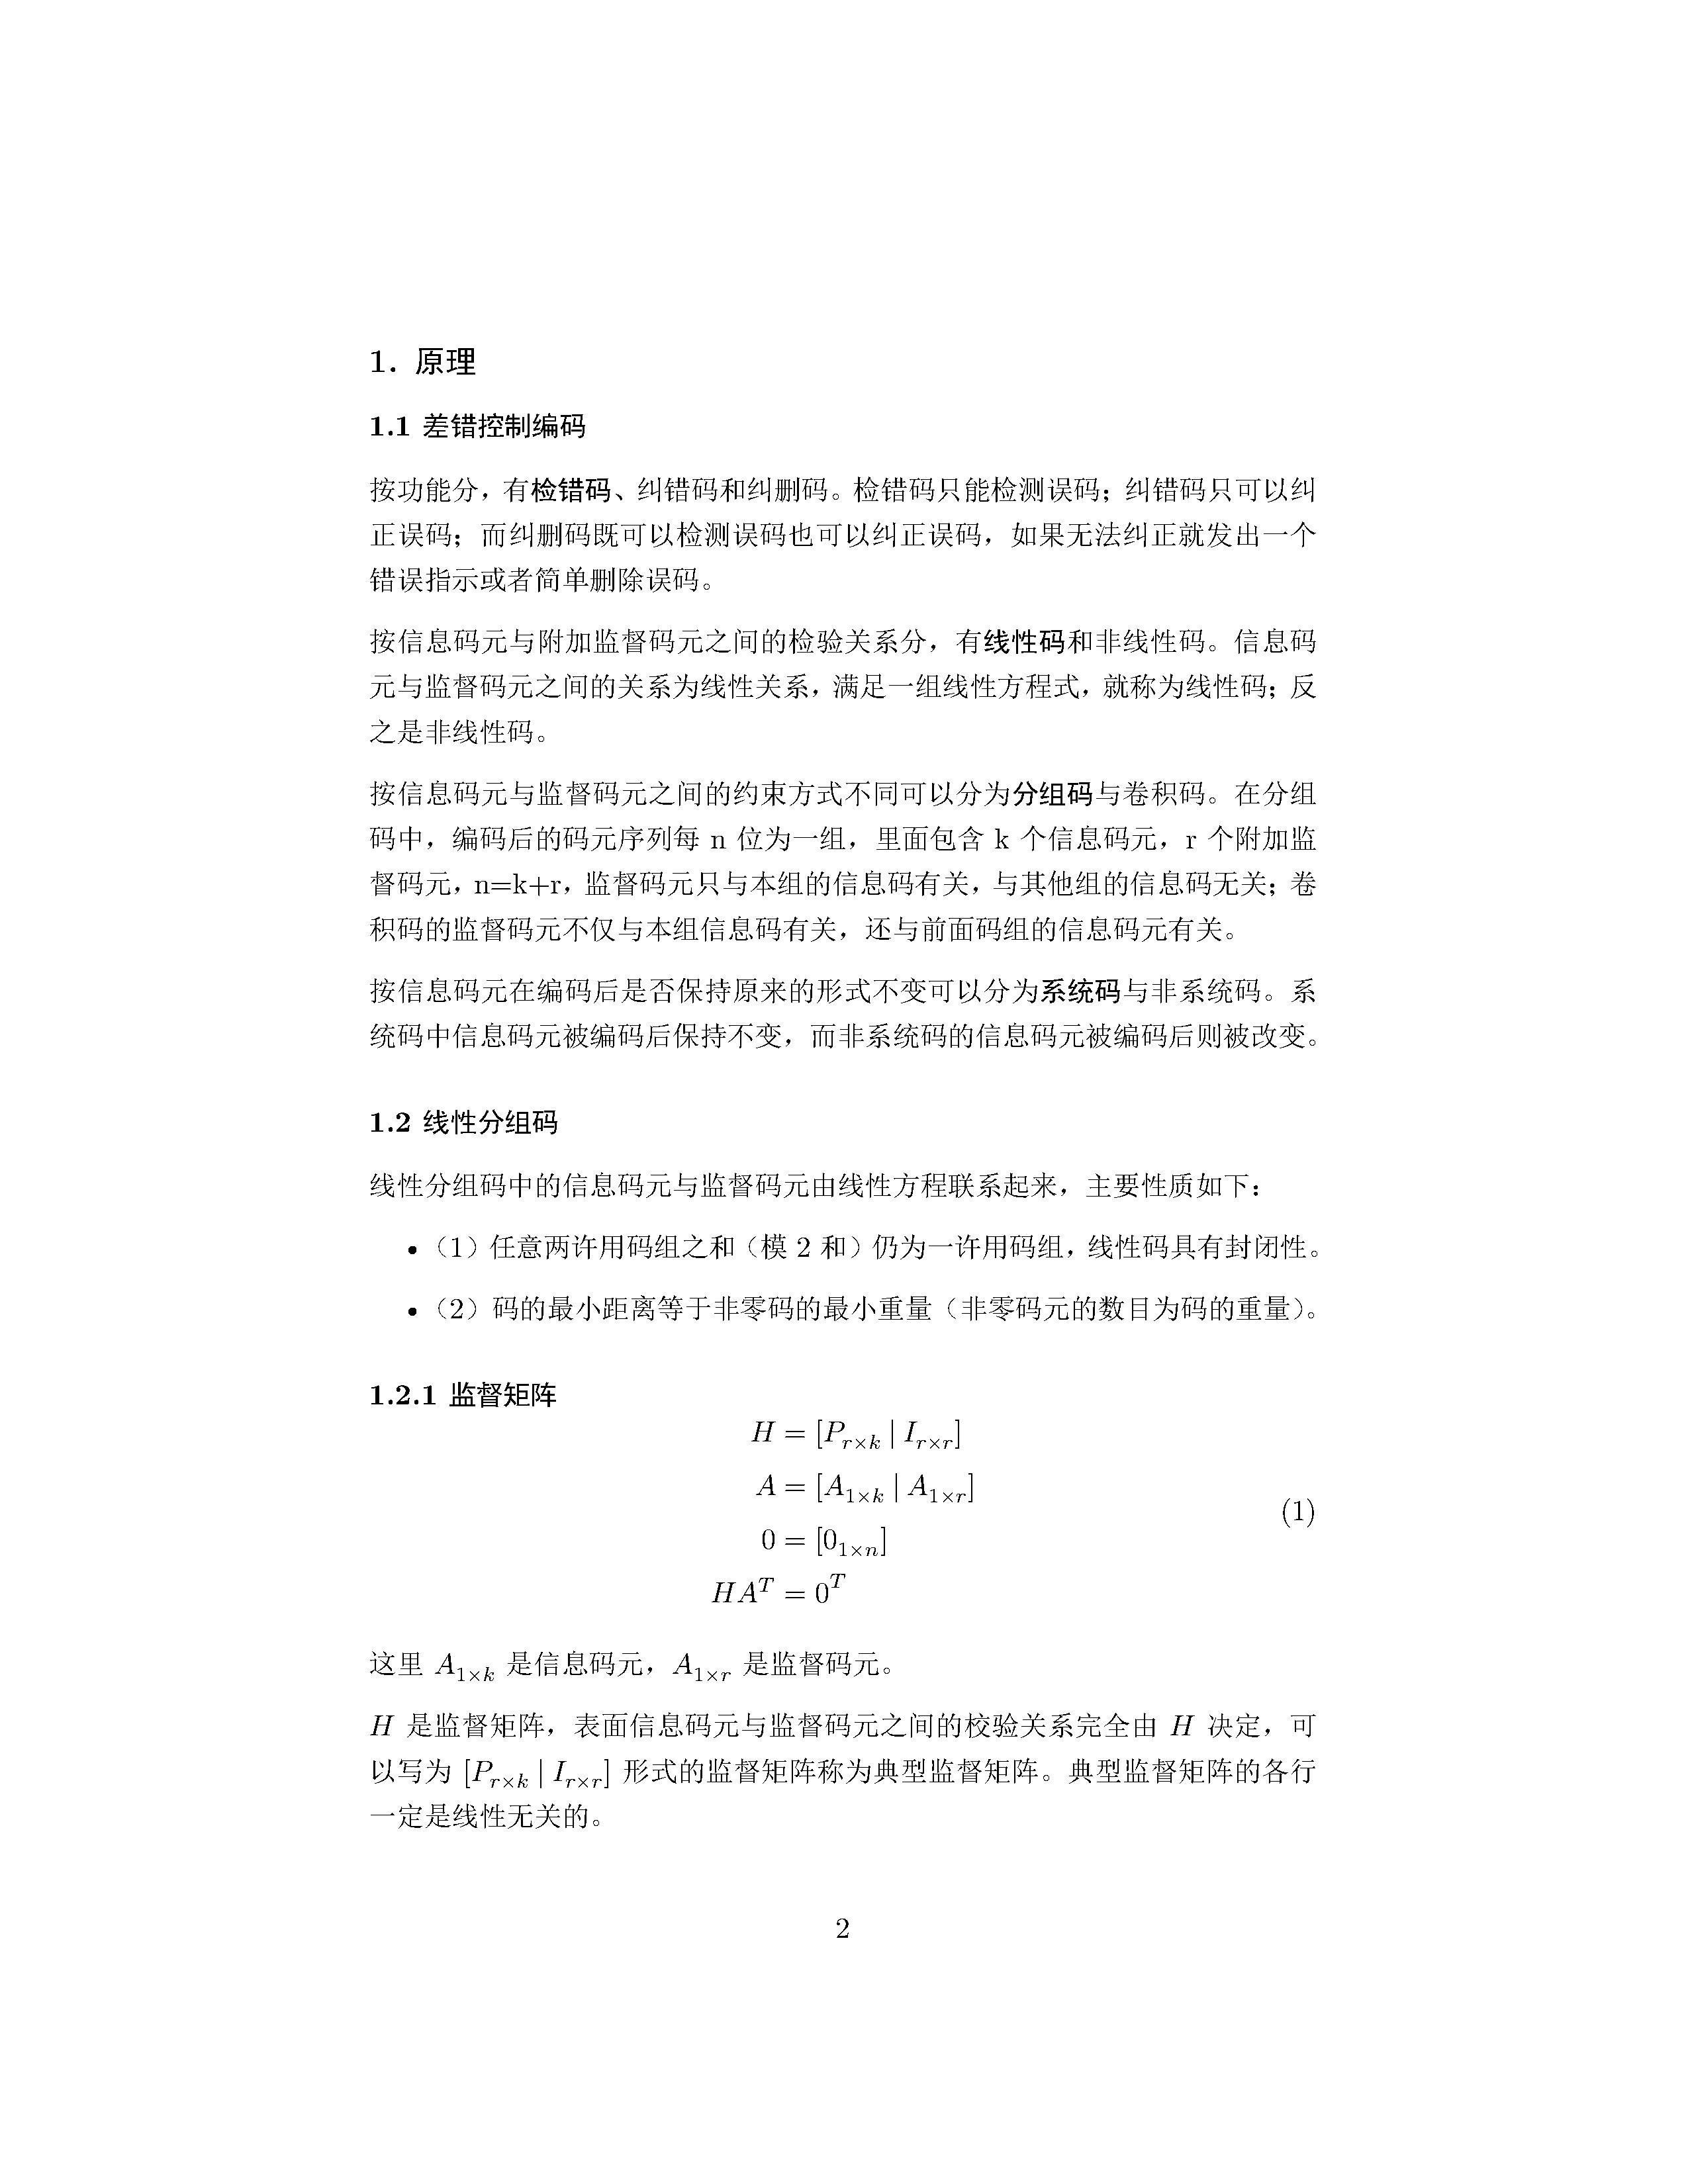 1. 原理
1.1 差错控制编码
按功能分，有检错码、纠错码和纠删码。检错码只能检测误码；纠错码只可以纠
正误码；而纠删码既可以检测误码也可以纠正误码，如果无法纠正就发出一个
错误指示或者简单删除误码。
按信息码元与附加监督码元之间的检验关系分，有线性码和非线性码。信息码
元与监督码元之间的关系为线性关系，满足一组线性方程式，就称为线性码；反
之是非线性码。
按信息码元与监督码元之间的约束方式不同可以分为分组码与卷积码。在分组
码中，编码后的码元序列每 n 位为一组，里面包含 k 个信息码元，r 个附加监
督码元，n=k+r，监督码元只与本组的信息码有关，与其他组的信息码无关；卷
积码的监督码元不仅与本组信息码有关，还与前面码组的信息码元有关。
按信息码元在编码后是否保持原来的形式不变可以分为系统码与非系统码。系
统码中信息码元被编码后保持不变，而非系统码的信息码元被编码后则被改变。
1.2 线性分组码
线性分组码中的信息码元与监督码元由线性方程联系起来，主要性质如下：
• （1）任意两许用码组之和（模 2 和）仍为一许用码组，线性码具有封闭性。
• （2）码的最小距离等于非零码的最小重量（非零码元的数目为码的重量）。
1.2.1 监督矩阵
$H = [P_{r\times k} \mid I_{r\times r}]$
$A = [A_{1\times k} \mid A_{1\times r}]$
$0 = [0_{1\times n}]$
$HA^T = 0^T$
(1)
这里 $A_{1\times k}$ 是信息码元，$A_{1\times r}$ 是监督码元。
$H$ 是监督矩阵，表面信息码元与监督码元之间的校验关系完全由 $H$ 决定，可
以写为 $[P_{r\times k} \mid I_{r\times r}]$ 形式的监督矩阵称为典型监督矩阵。典型监督矩阵的各行
一定是线性无关的。
2